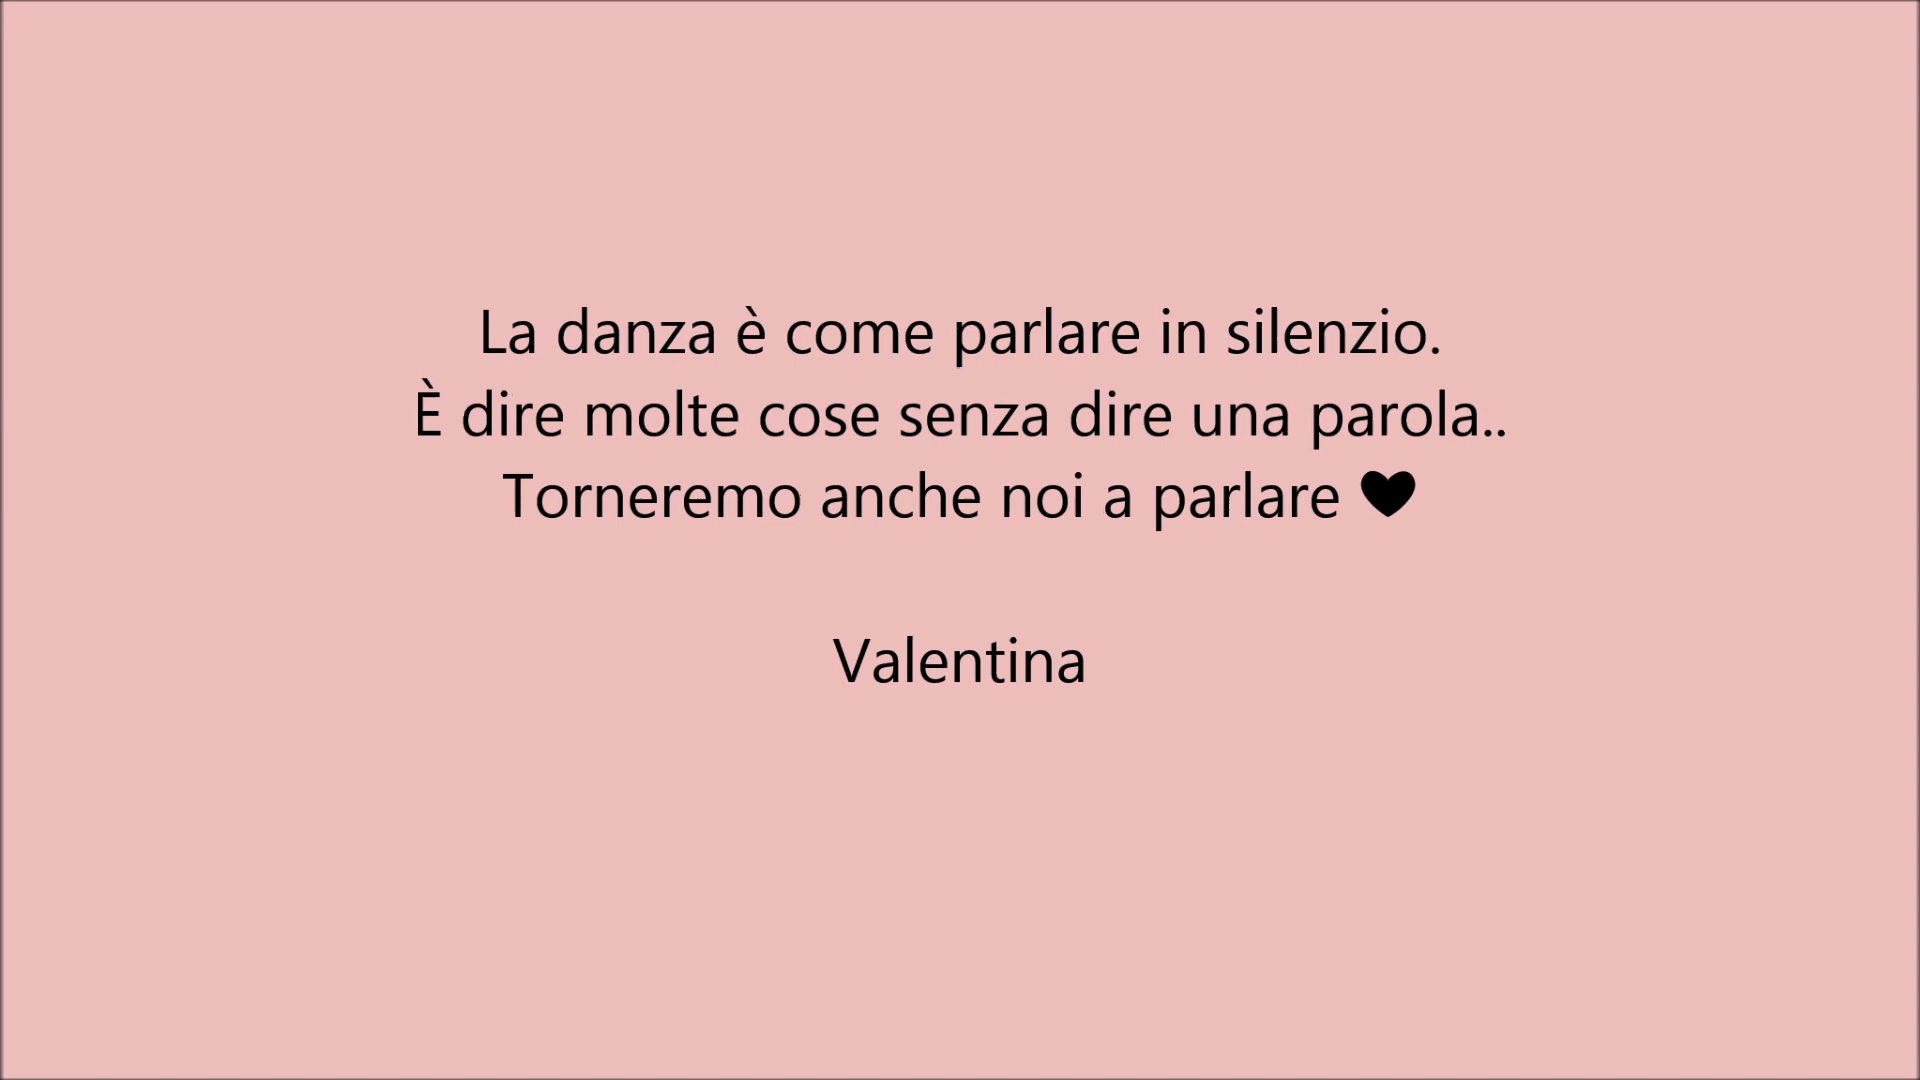 La danza è come parlare in silenzio.
È dire molte cose senza dire una parola..
Torneremo anche noi a parlare ♥
Valentina